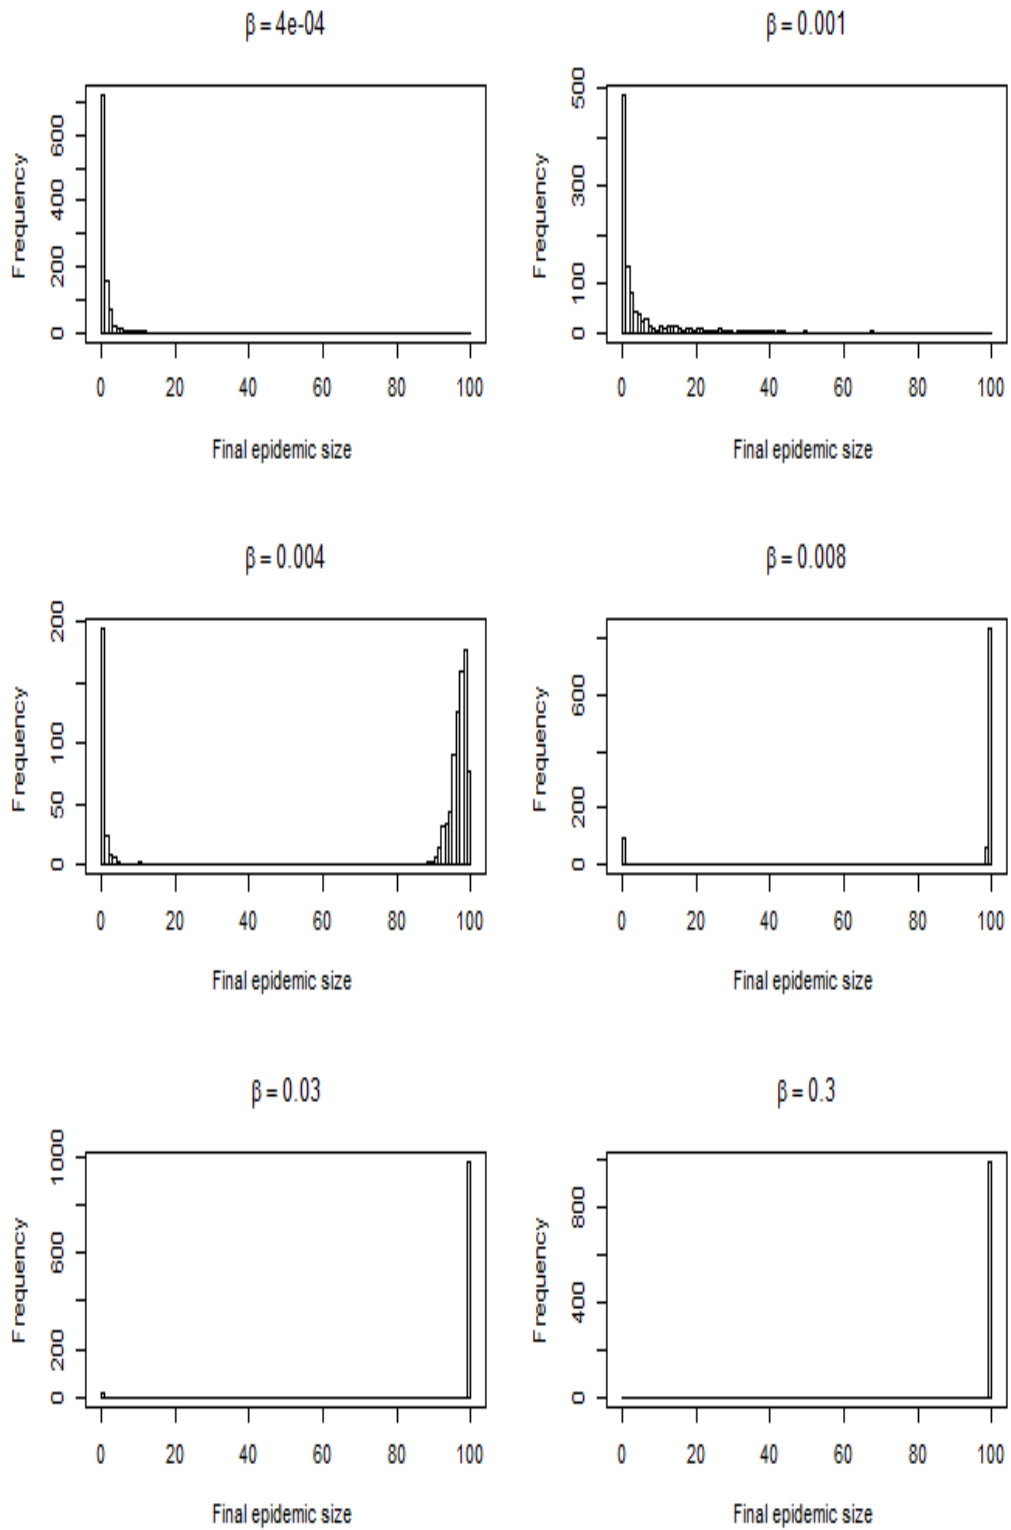 β = 4e-04
Frequency
0 200 400 600
0 20 40 60 80 100
Final epidemic size
β = 0.001
Frequency
0 100 300 500
0 20 40 60 80 100
Final epidemic size
β = 0.004
Frequency
0 50 100 200
0 20 40 60 80 100
Final epidemic size
β = 0.008
Frequency
0 200 600
0 20 40 60 80 100
Final epidemic size
β = 0.03
Frequency
0 200 600 1000
0 20 40 60 80 100
Final epidemic size
β = 0.3
Frequency
0 400 800
0 20 40 60 80 100
Final epidemic size